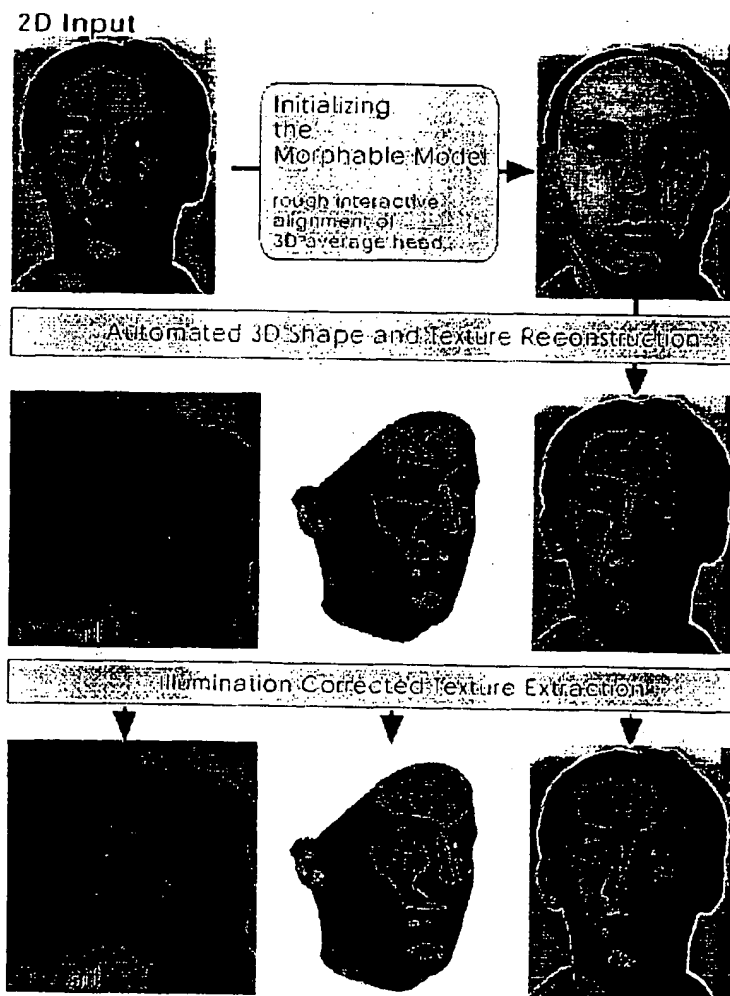 2D Input
Initializing
the
Morphable Model
rough interactive
alignment of
3D average head
Automated 3D Shape and Texture Reconstruction
Illumination Corrected Texture Extraction